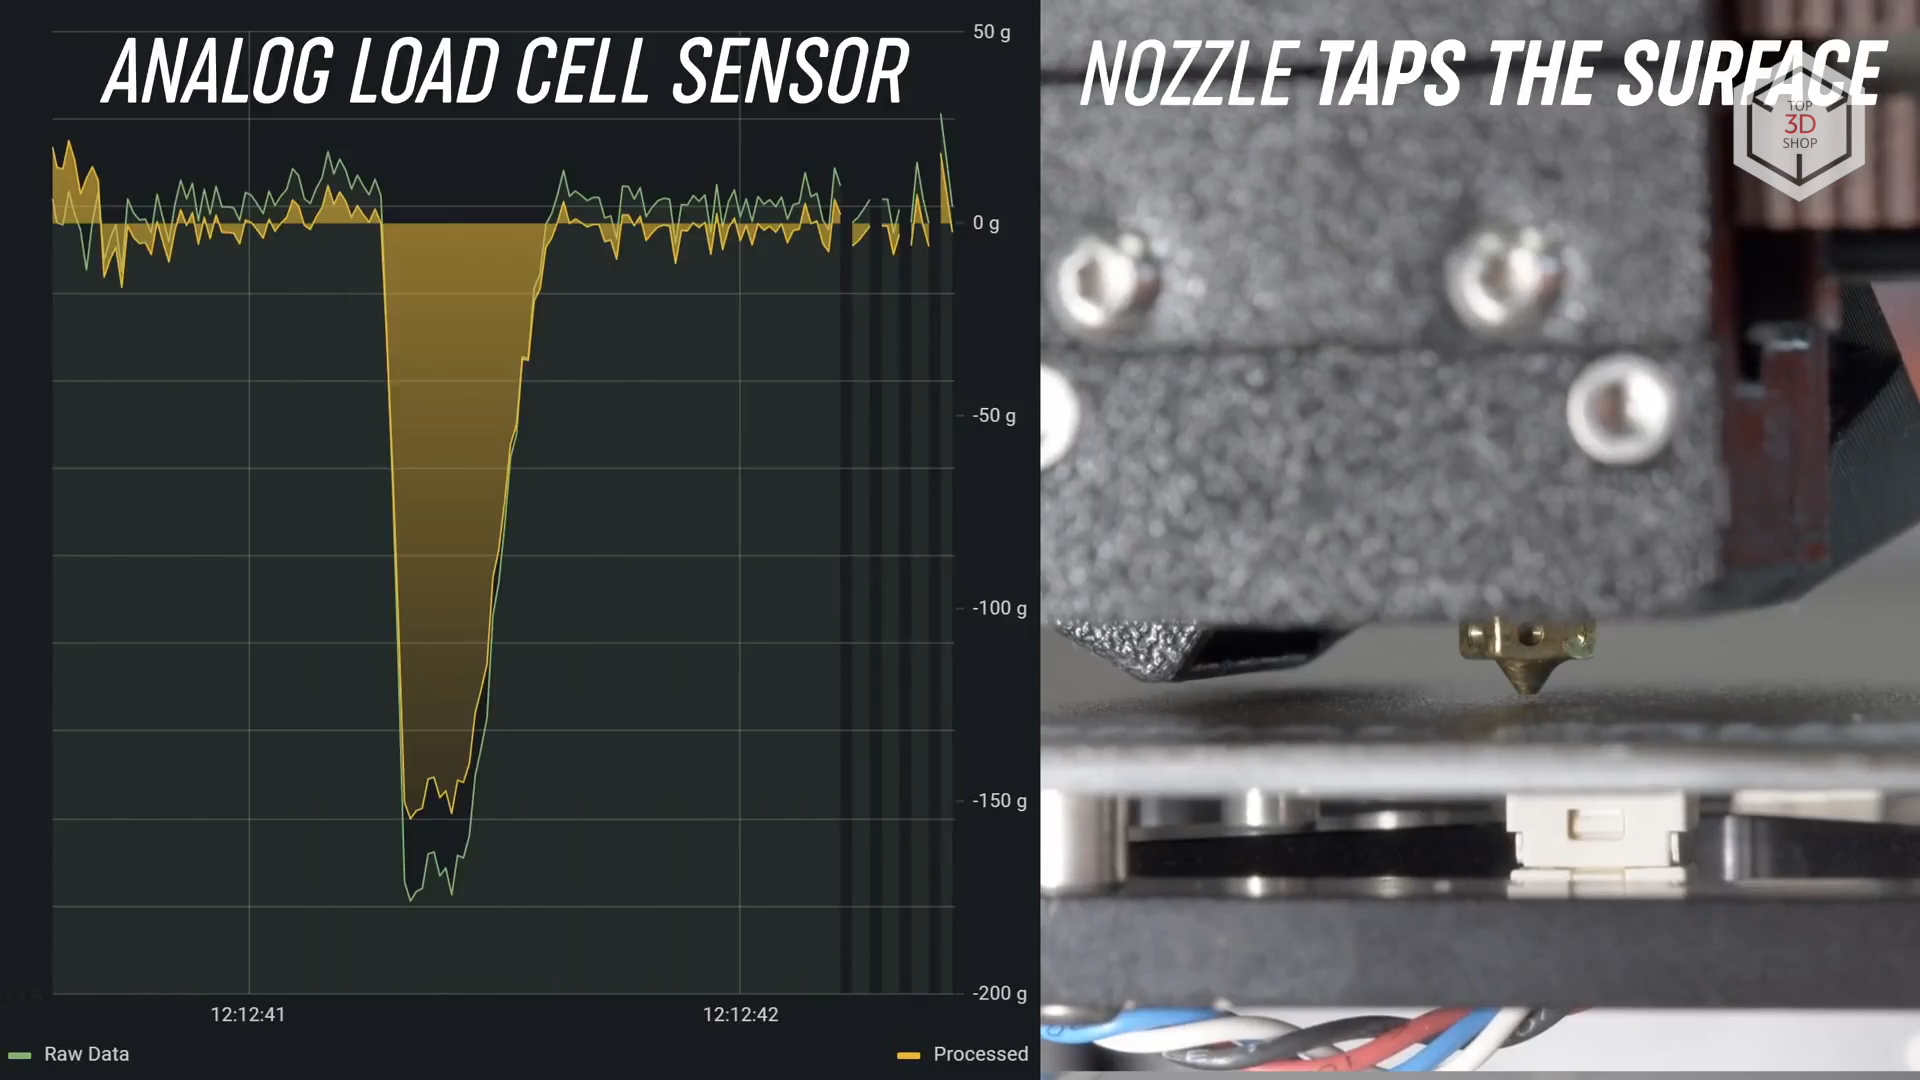 ANALOG LOAD CELL SENSOR
50 g
0 g
-50 g
-100 g
-150 g
-200 g
12:12:41
12:12:42
Raw Data
Processed
NOZZLE TAPS THE SURFACE
TOP
3D
SHOP